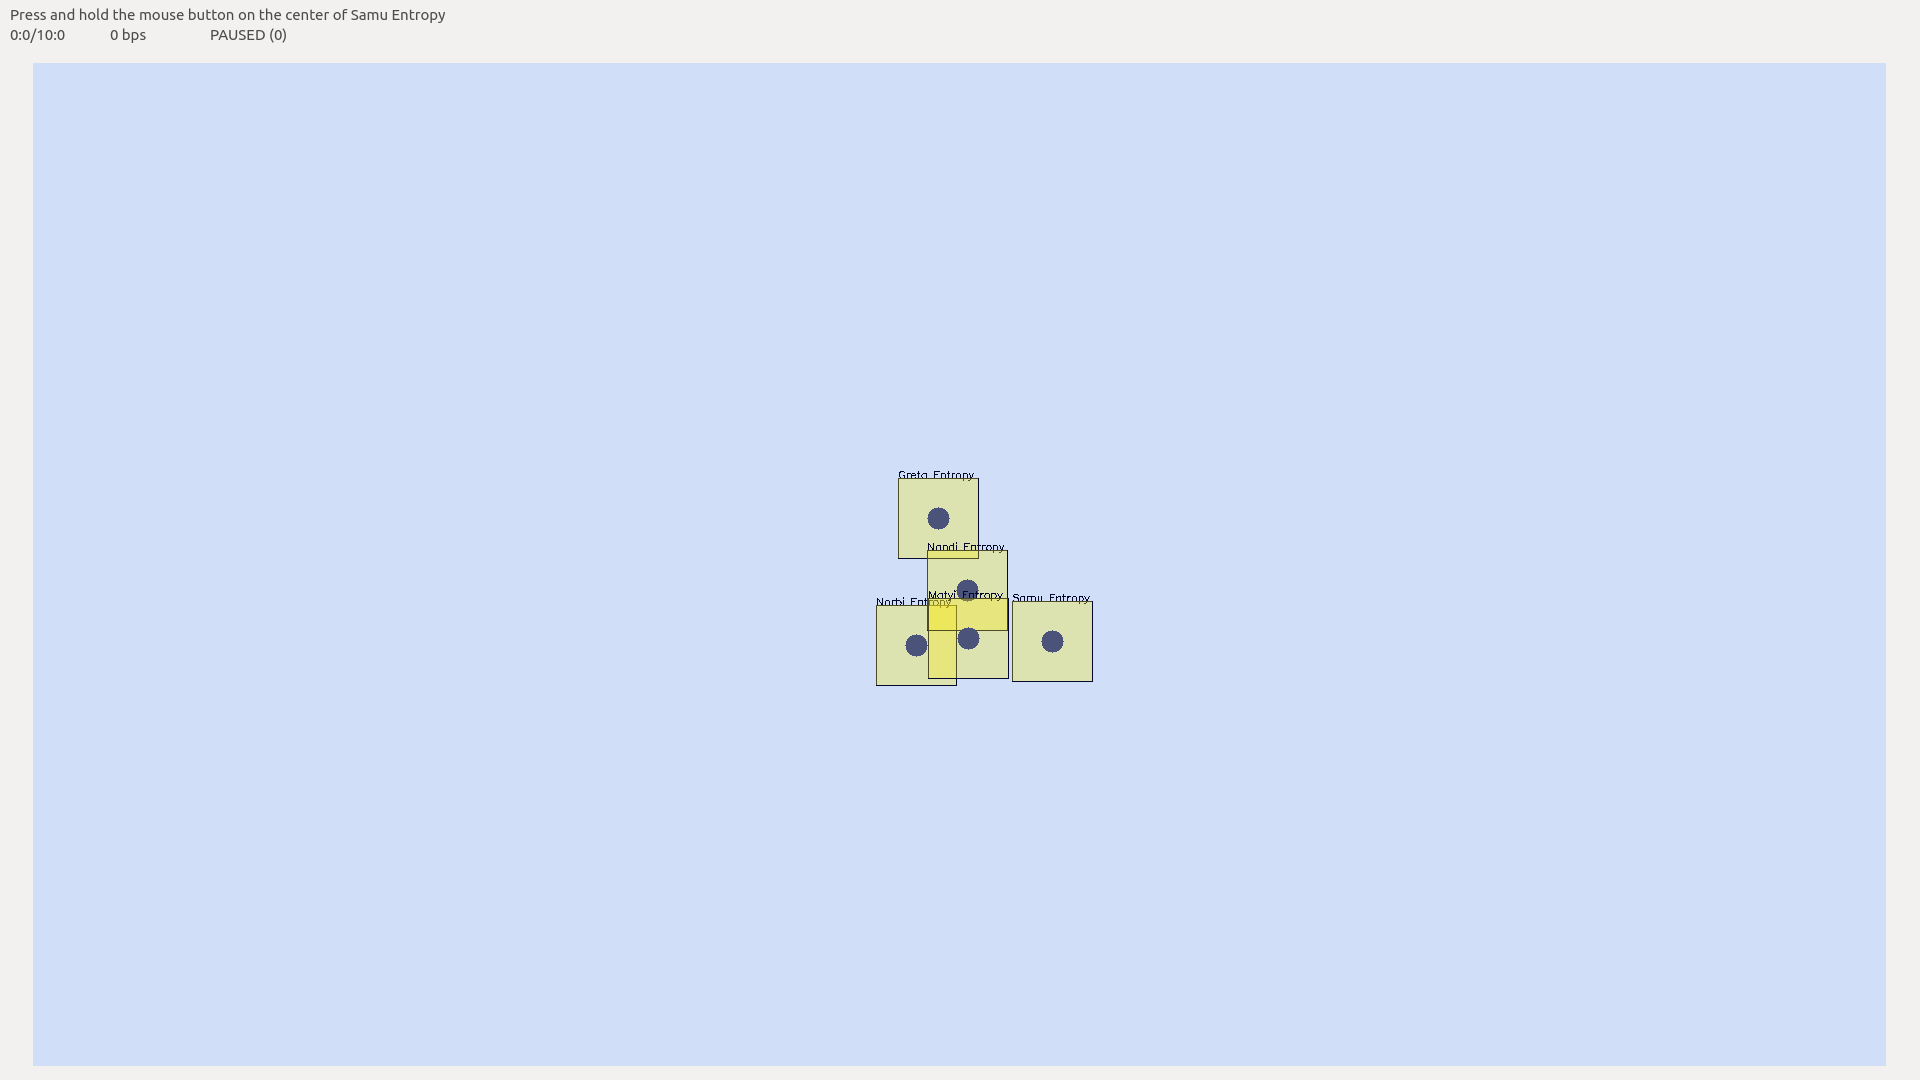 Press and hold the mouse button on the center of Samu Entropy
0:0/10:0 0 bps PAUSED (0)
Greta Entropy
Nandi Entropy
Matyi Entropy
Norbi Entropy
Samu Entropy